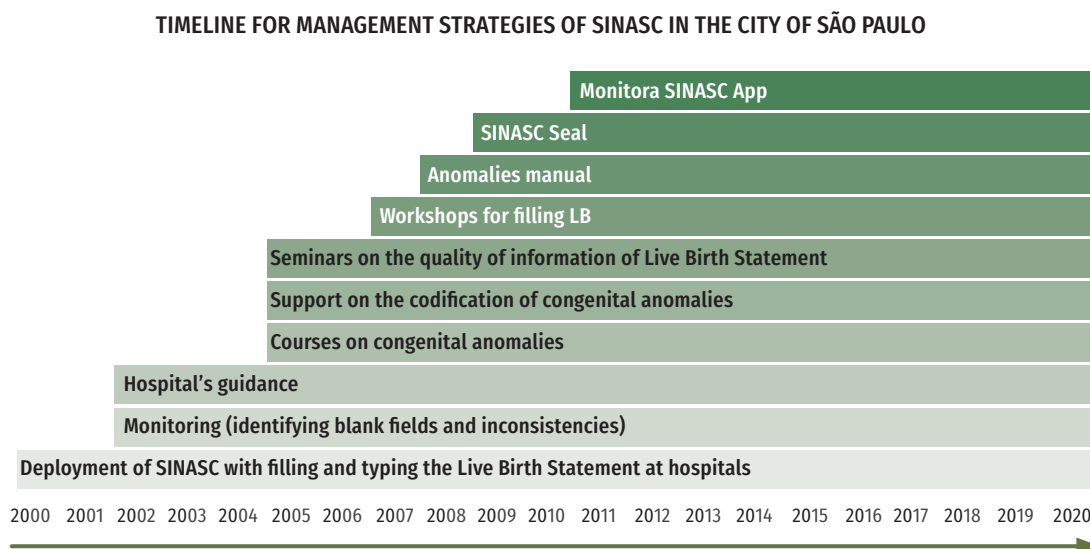 TIMELINE FOR MANAGEMENT STRATEGIES OF SINASC IN THE CITY OF SÃO PAULO
Monitora SINASC App
SINASC Seal
Anomalies manual
Workshops for filling LB
Seminars on the quality of information of Live Birth Statement
Support on the codification of congenital anomalies
Courses on congenital anomalies
Hospital’s guidance
Monitoring (identifying blank fields and inconsistencies)
Deployment of SINASC with filling and typing the Live Birth Statement at hospitals
2000 2001 2002 2003 2004 2005 2006 2007 2008 2009 2010 2011 2012 2013 2014 2015 2016 2017 2018 2019 2020